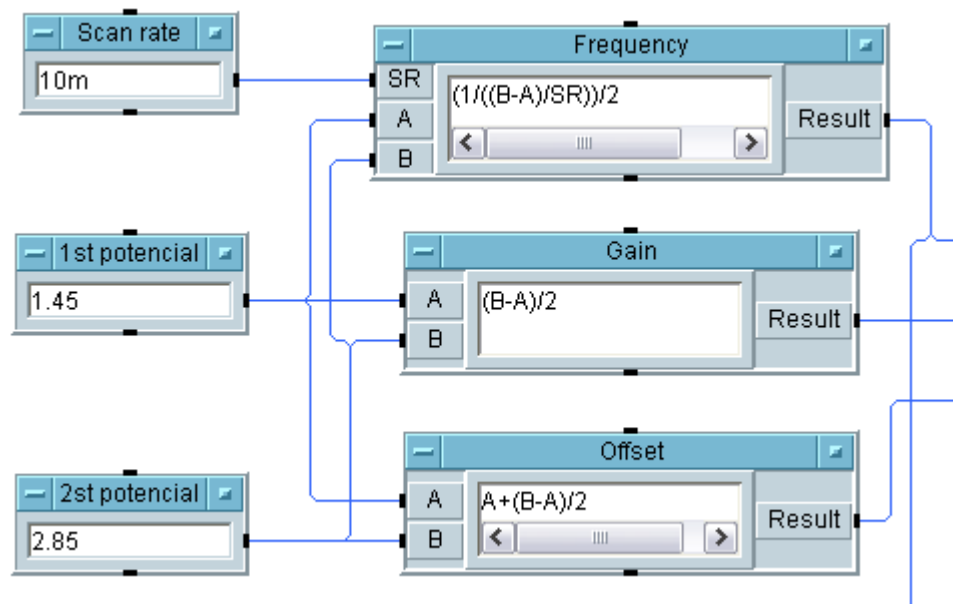 Scan rate
10m
Frequency
SR
A
B
(1/((B-A)/SR))/2
Result
1st potencial
1.45
Gain
A
B
(B-A)/2
Result
2st potencial
2.85
Offset
A
B
A+(B-A)/2
Result